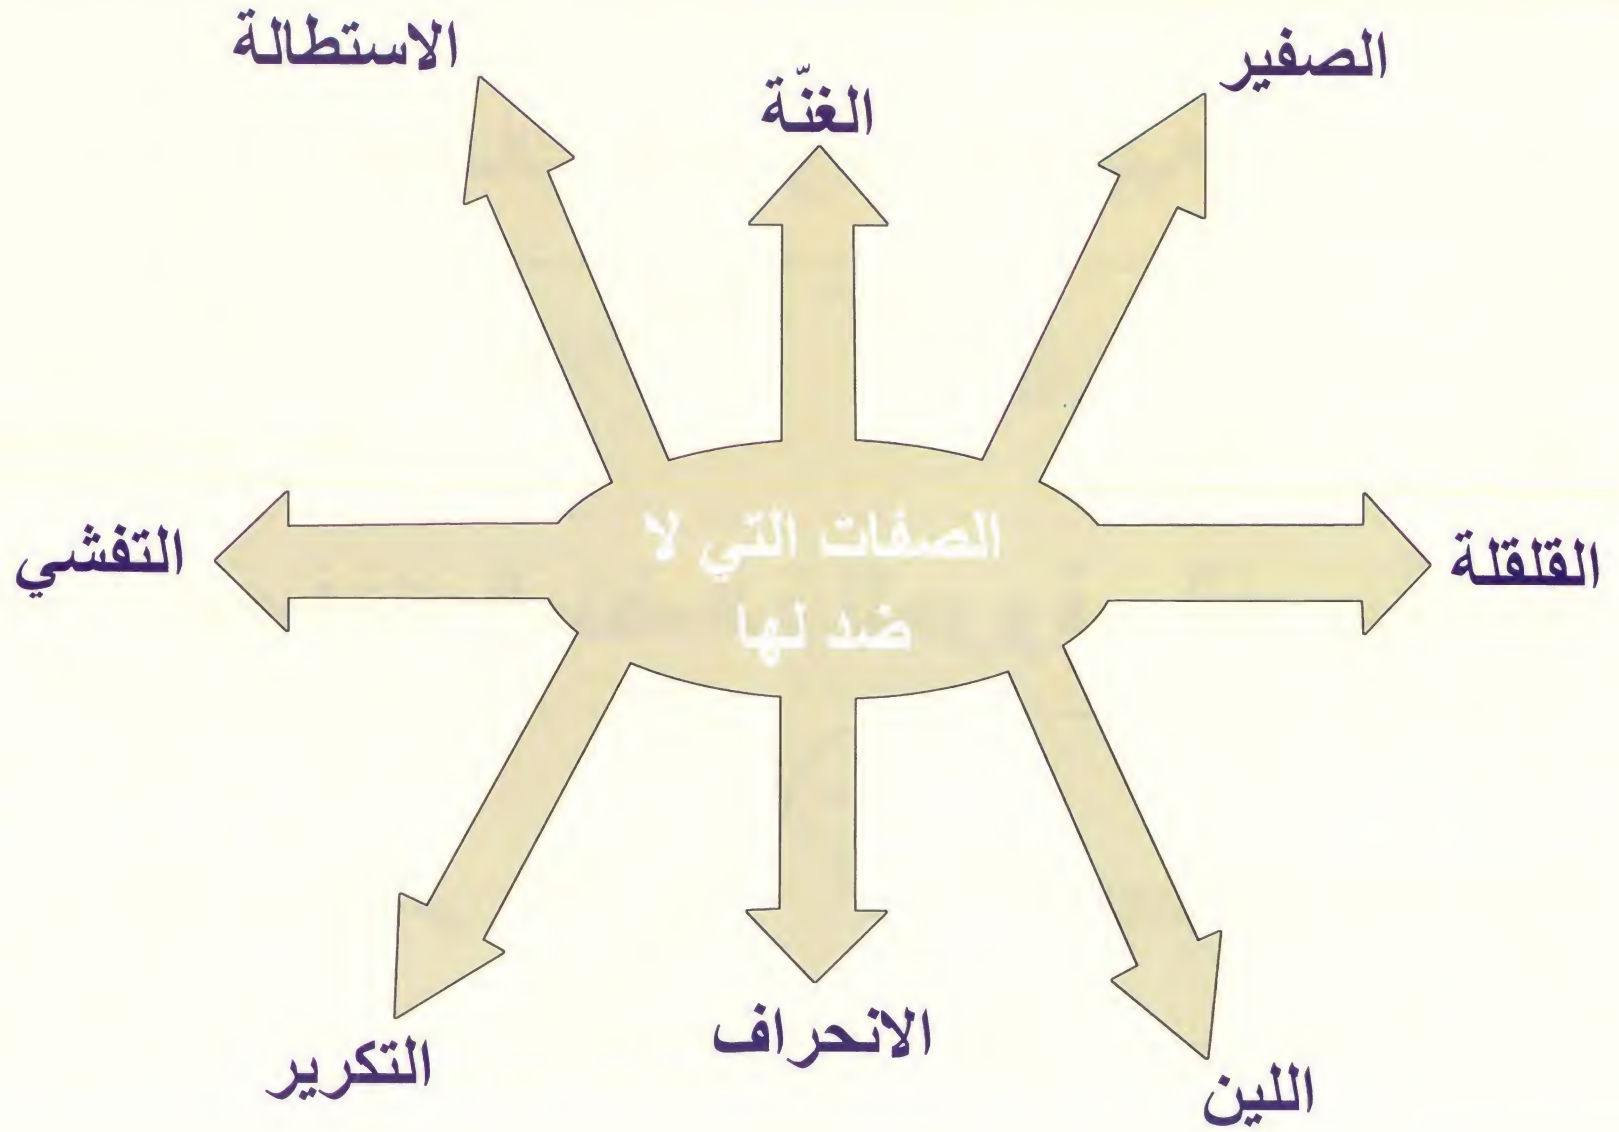 الصفير
الغنّة
الاستطالة
القلقلة
الصفات التي لا
ضد لها
التفشي
اللين
الانحراف
التكرير